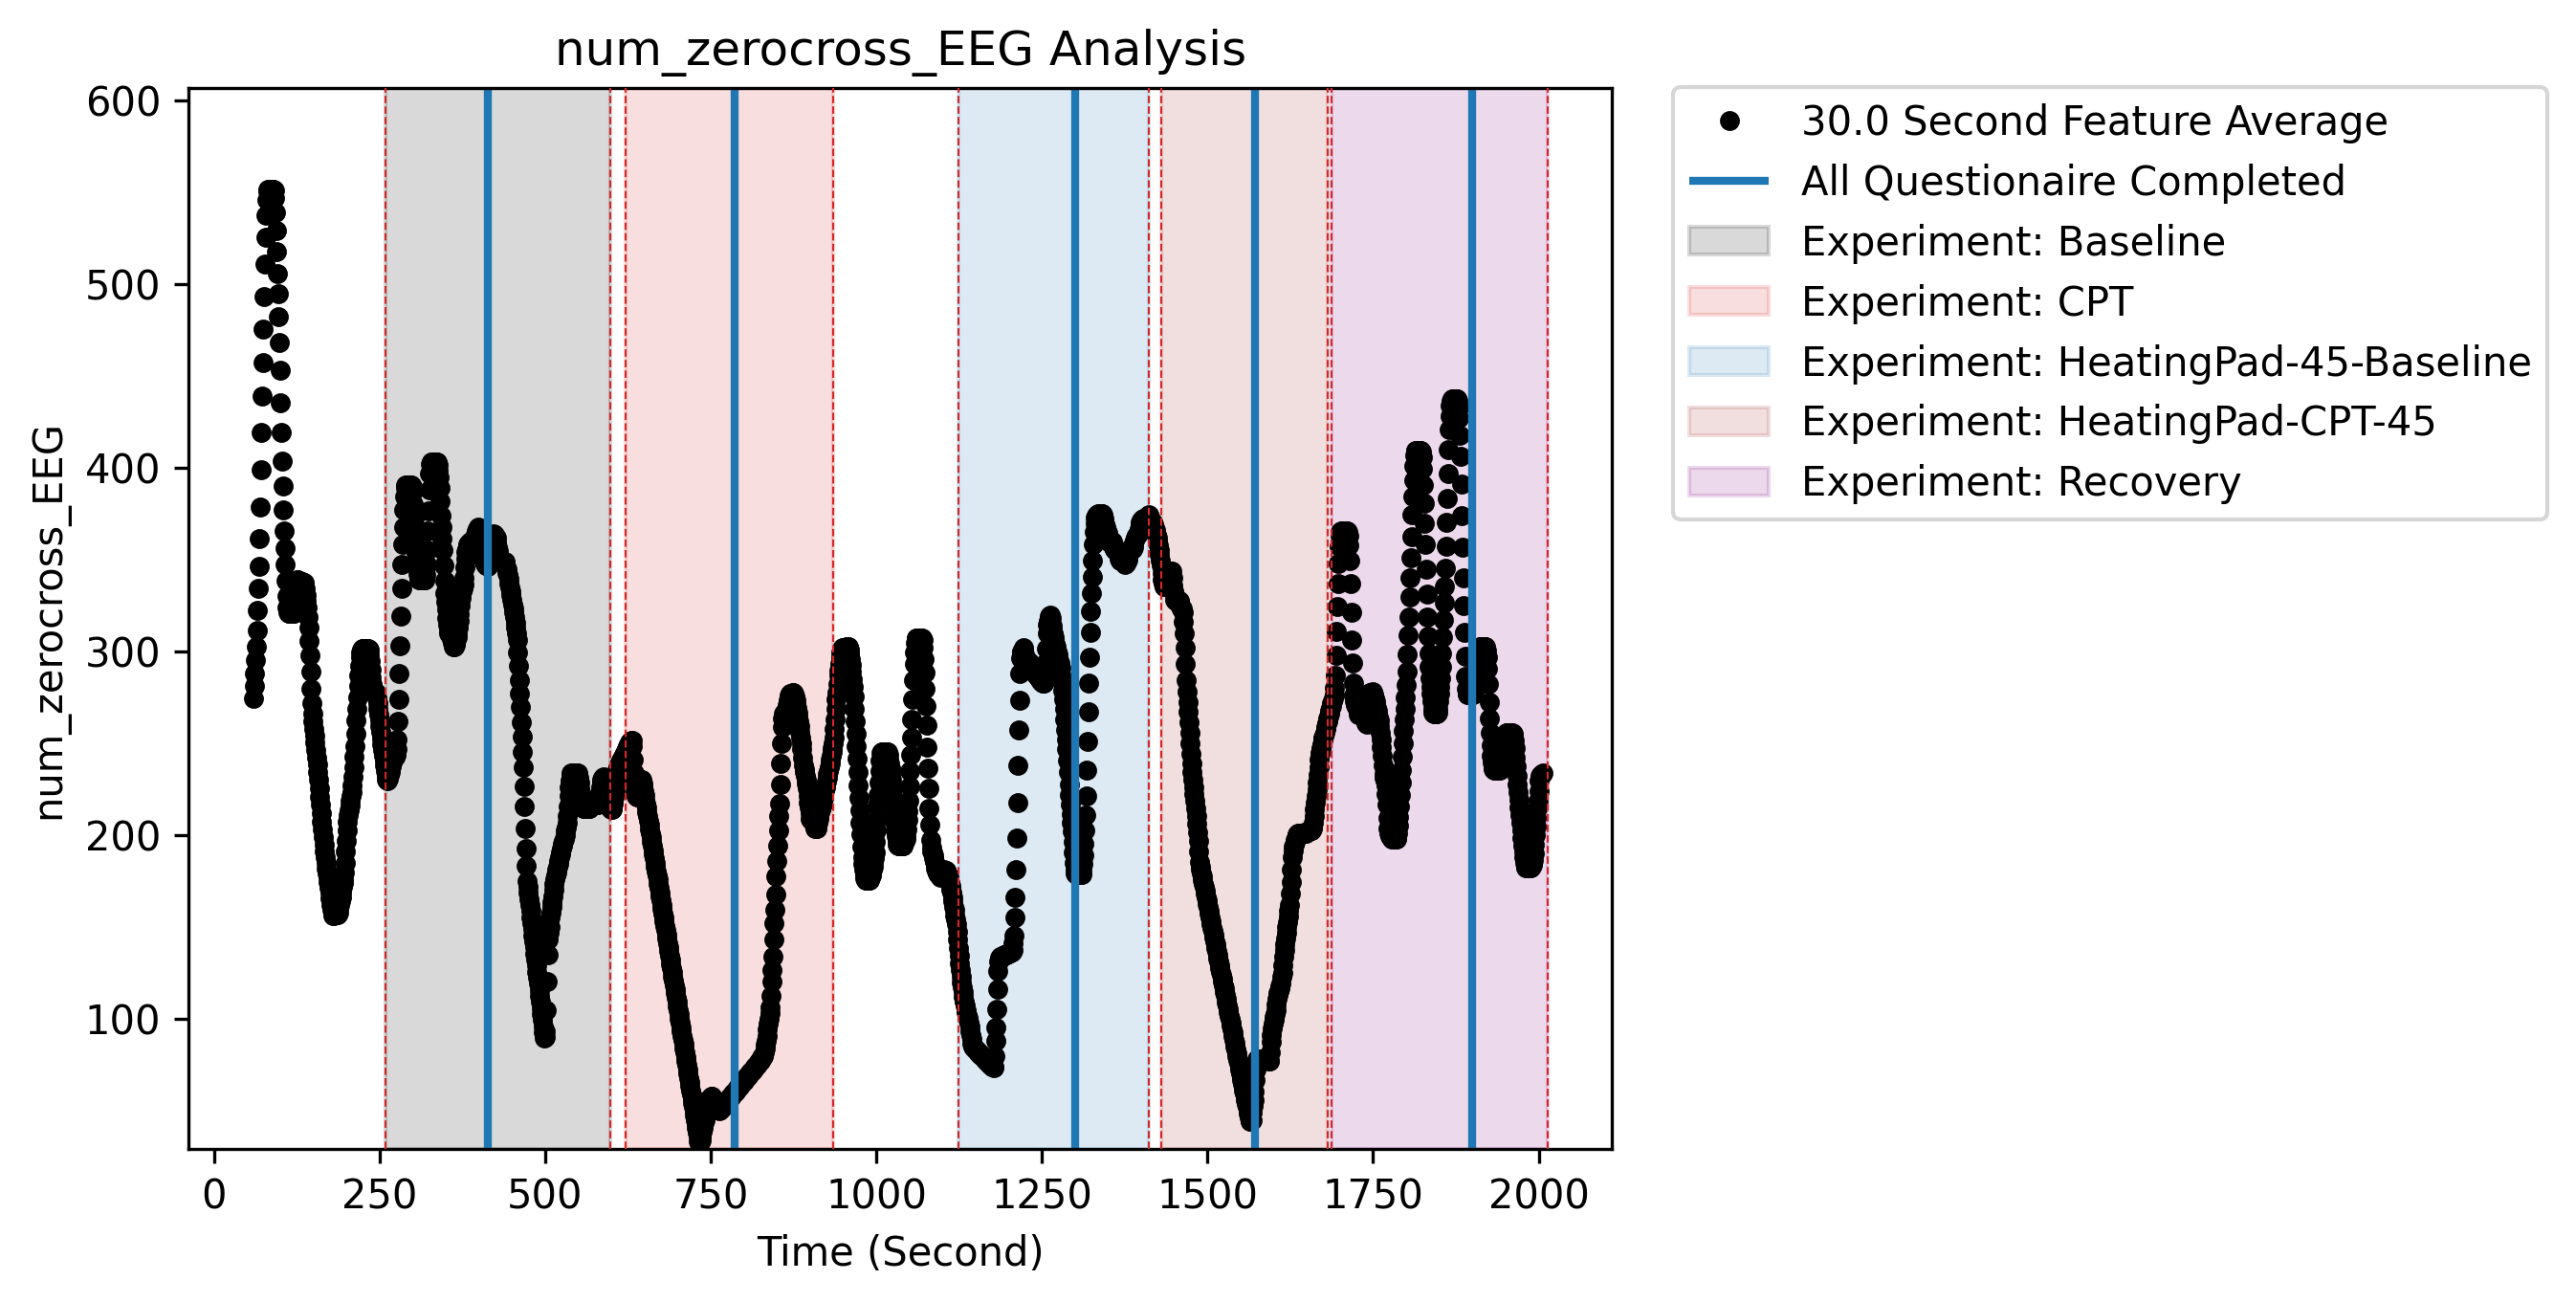 num_zerocross_EEG Analysis
600
500
400
300
200
100
num_zerocross_EEG
0 250 500 750 1000 1250 1500 1750 2000
Time (Second)
30.0 Second Feature Average
All Questionaire Completed
Experiment: Baseline
Experiment: CPT
Experiment: HeatingPad-45-Baseline
Experiment: HeatingPad-CPT-45
Experiment: Recovery